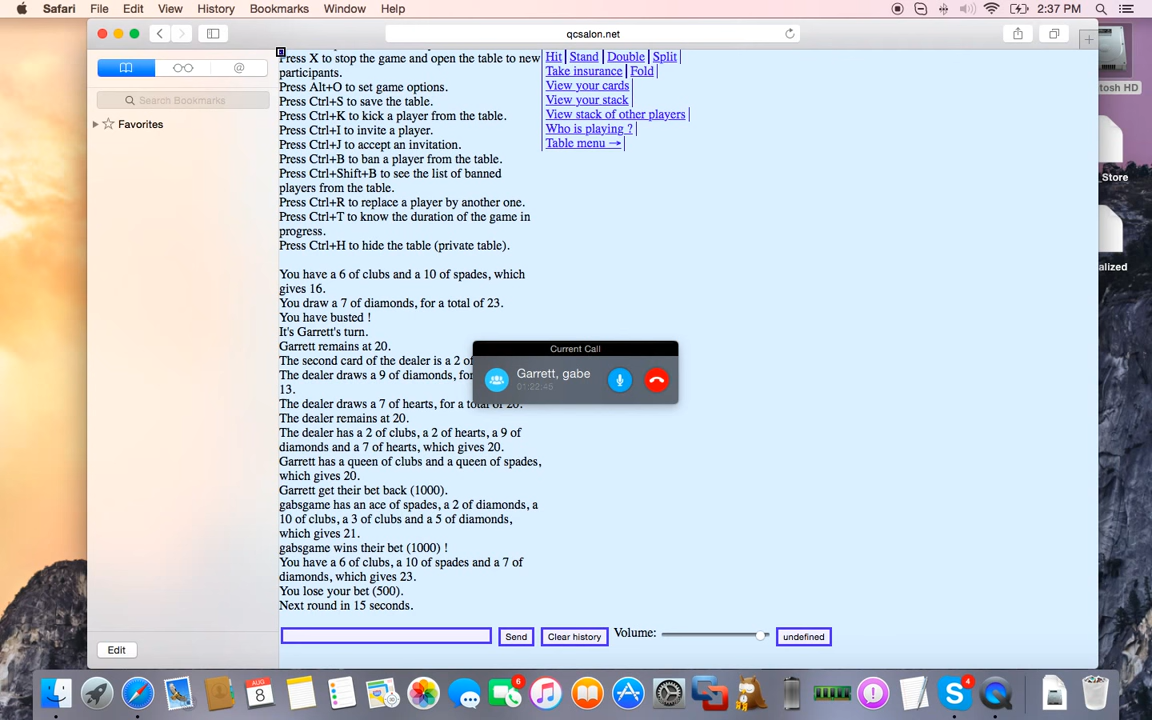 Safari File Edit View History Bookmarks Window Help 2:37 PM
qcsalon.net
tosh HD
Search Bookmarks
Favorites
Store
alized
Press X to stop the game and open the table to new
participants.
Press Alt+O to set game options.
Press Ctrl+S to save the table.
Press Ctrl+K to kick a player from the table.
Press Ctrl+I to invite a player.
Press Ctrl+J to accept an invitation.
Press Ctrl+B to ban a player from the table.
Press Ctrl+Shift+B to see the list of banned
players from the table.
Press Ctrl+R to replace a player by another one.
Press Ctrl+T to know the duration of the game in
progress.
Press Ctrl+H to hide the table (private table).
You have a 6 of clubs and a 10 of spades, which
gives 16.
You draw a 7 of diamonds, for a total of 23.
You have busted !
It's Garrett's turn.
Garrett remains at 20.
The second card of the dealer is a 2 of
The dealer draws a 9 of diamonds, for
13.
The dealer draws a 7 of hearts, for a total of 20.
The dealer remains at 20.
The dealer has a 2 of clubs, a 2 of hearts, a 9 of
diamonds and a 7 of hearts, which gives 20.
Garrett has a queen of clubs and a queen of spades,
which gives 20.
Garrett get their bet back (1000).
gabsgame has an ace of spades, a 2 of diamonds, a
10 of clubs, a 3 of clubs and a 5 of diamonds,
which gives 21.
gabsgame wins their bet (1000) !
You have a 6 of clubs, a 10 of spades and a 7 of
diamonds, which gives 23.
You lose your bet (500).
Next round in 15 seconds.
Hit Stand Double Split
Take insurance Fold
View your cards
View your stack
View stack of other players
Who is playing ?
Table menu →
Current Call
Garrett, gabe
01:22:45
Send Clear history Volume: undefined
Edit
AUG
8
6
4